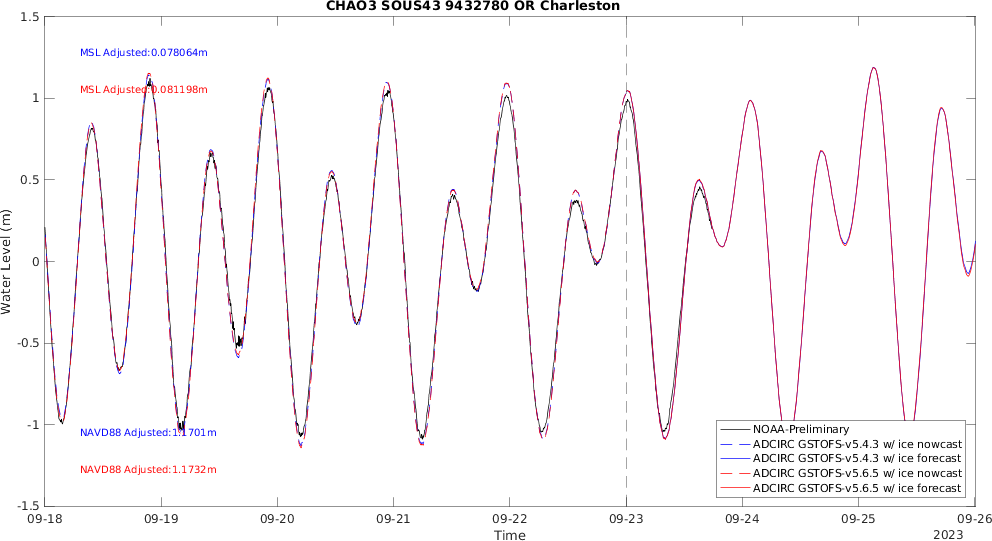 CHAO3 SOUS43 9432780 OR Charleston
1.5
MSL Adjusted:0.078064m
MSL Adjusted:0.081198m
1
0.5
0
-0.5
-1
-1.5
Water Level (m)
NAVD88 Adjusted:1.1701m
NAVD88 Adjusted:1.1732m
NOAA-Preliminary
ADCIRC GSTOFS-v5.4.3 w/ ice nowcast
ADCIRC GSTOFS-v5.4.3 w/ ice forecast
ADCIRC GSTOFS-v5.6.5 w/ ice nowcast
ADCIRC GSTOFS-v5.6.5 w/ ice forecast
09-18 09-19 09-20 09-21 09-22 09-23 09-24 09-25 09-26
Time
2023